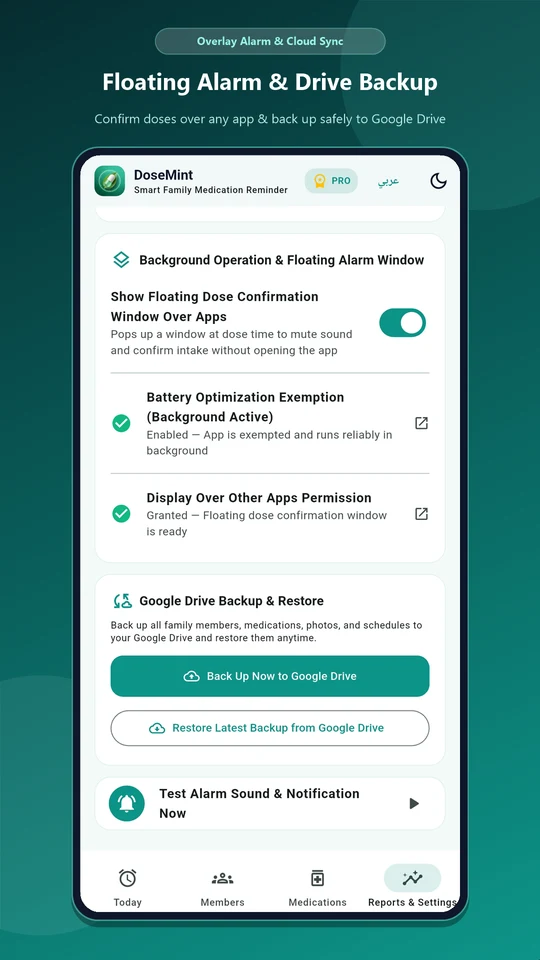 Overlay Alarm & Cloud Sync
Floating Alarm & Drive Backup
Confirm doses over any app & back up safely to Google Drive
DoseMint
Smart Family Medication Reminder
PRO
عربي
Background Operation & Floating Alarm Window
Show Floating Dose Confirmation
Window Over Apps
Pops up a window at dose time to mute sound
and confirm intake without opening the app
Battery Optimization Exemption
(Background Active)
Enabled — App is exempted and runs reliably in
background
Display Over Other Apps Permission
Granted — Floating dose confirmation window
is ready
Google Drive Backup & Restore
Back up all family members, medications, photos, and schedules to
your Google Drive and restore them anytime.
Back Up Now to Google Drive
Restore Latest Backup from Google Drive
Test Alarm Sound & Notification
Now
Today
Members
Medications
Reports & Settings